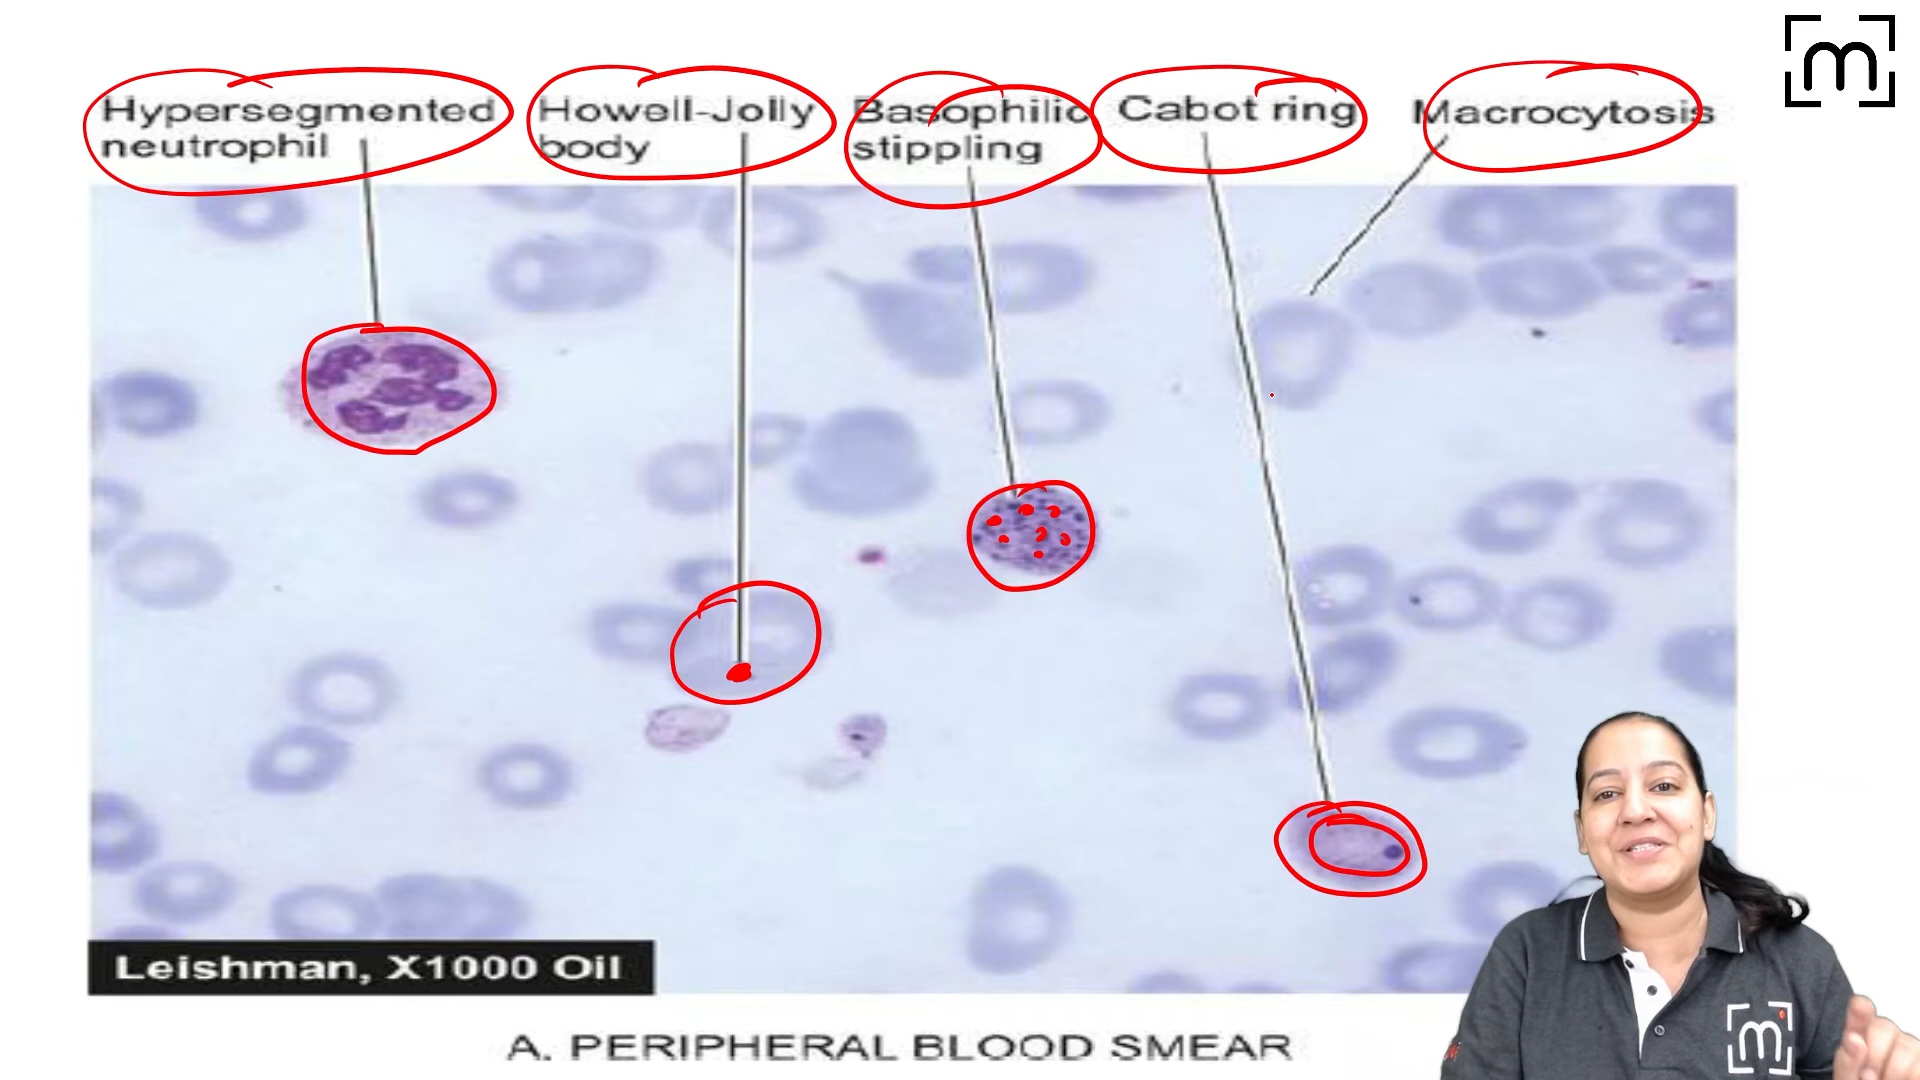 Hypersegmented
neutrophil
Howell-Jolly
body
Basophilic
stippling
Cabot ring
Macrocytosis
[m]
Leishman, X1000 Oil
A. PERIPHERAL BLOOD SMEAR
[m]